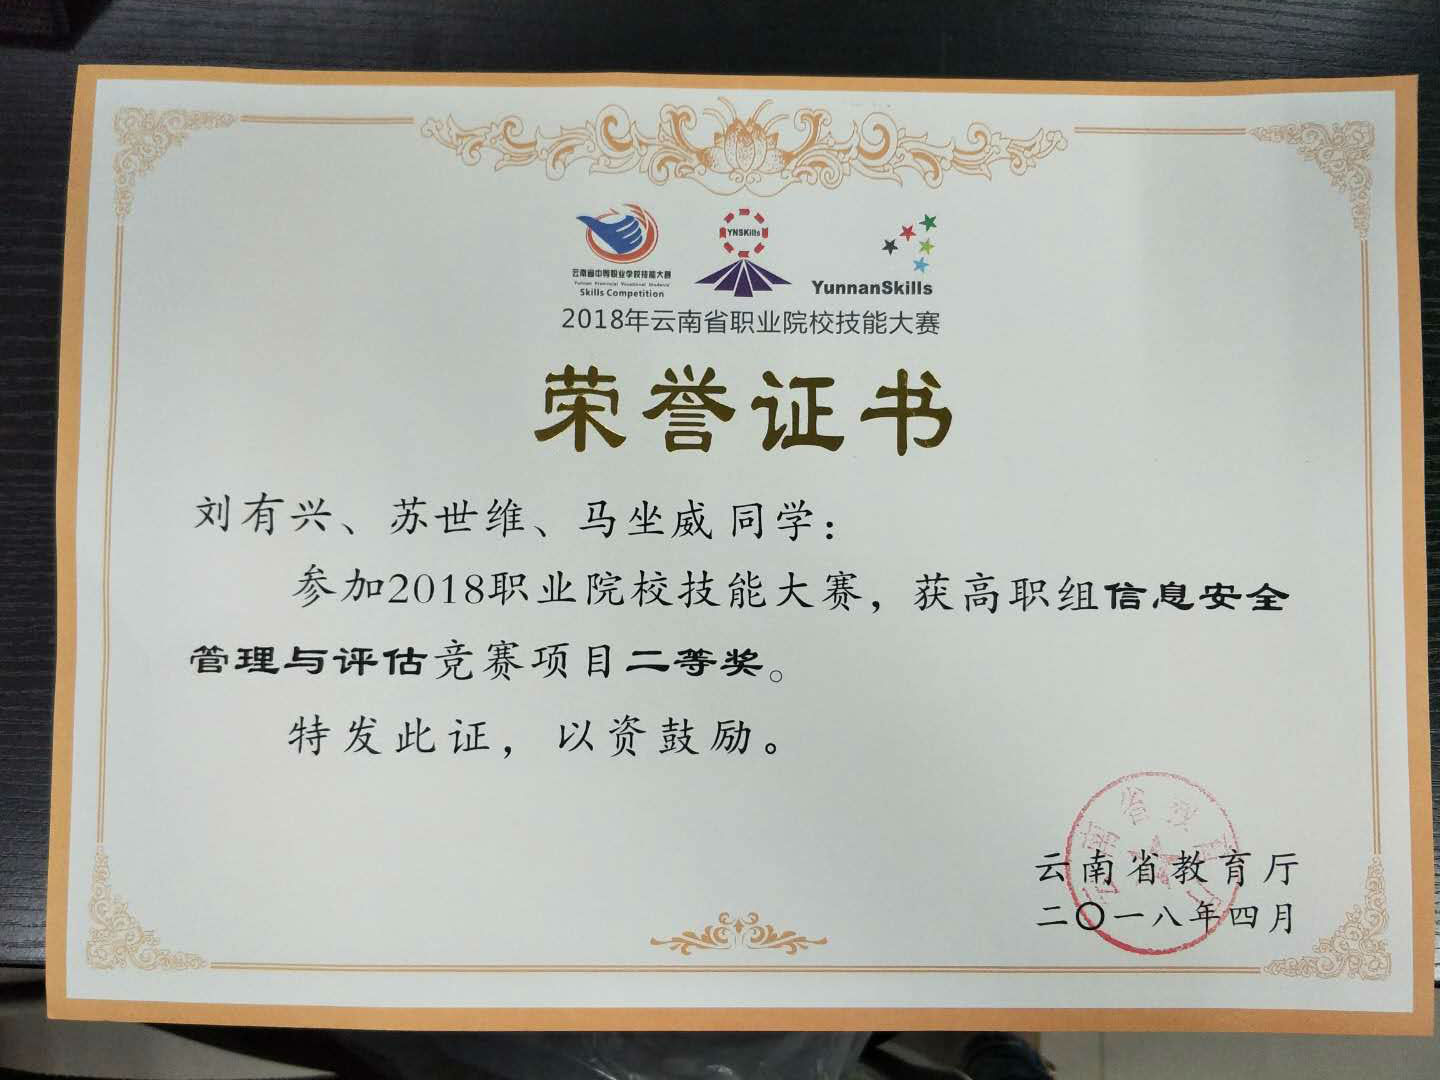 云南省中等职业学校技能大赛
Yunnan Provincial Vocational Students'
Skills Competition
YNSKills
YunnanSkills
2018年云南省职业院校技能大赛
荣誉证书
刘有兴、苏世维、马坐威 同学：
参加2018职业院校技能大赛，获高职组信息安全
管理与评估竞赛项目二等奖。
特发此证，以资鼓励。
云南省教育厅
二〇一八年四月